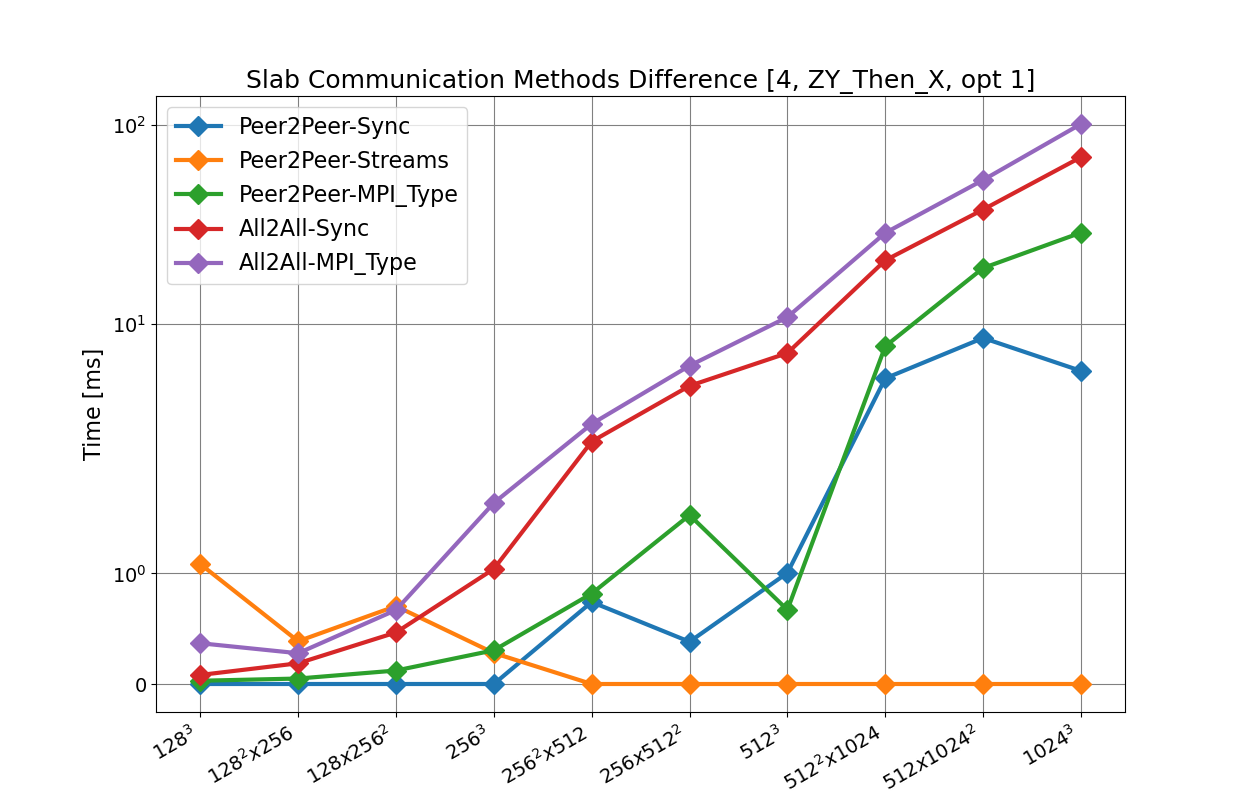 Slab Communication Methods Difference [4, ZY_Then_X, opt 1]
Peer2Peer-Sync
Peer2Peer-Streams
Peer2Peer-MPI_Type
All2All-Sync
All2All-MPI_Type
Time [ms]
10²
10¹
10⁰
0
128³
128²x256
128x256²
256³
256²x512
256x512²
512³
512²x1024
512x1024²
1024³